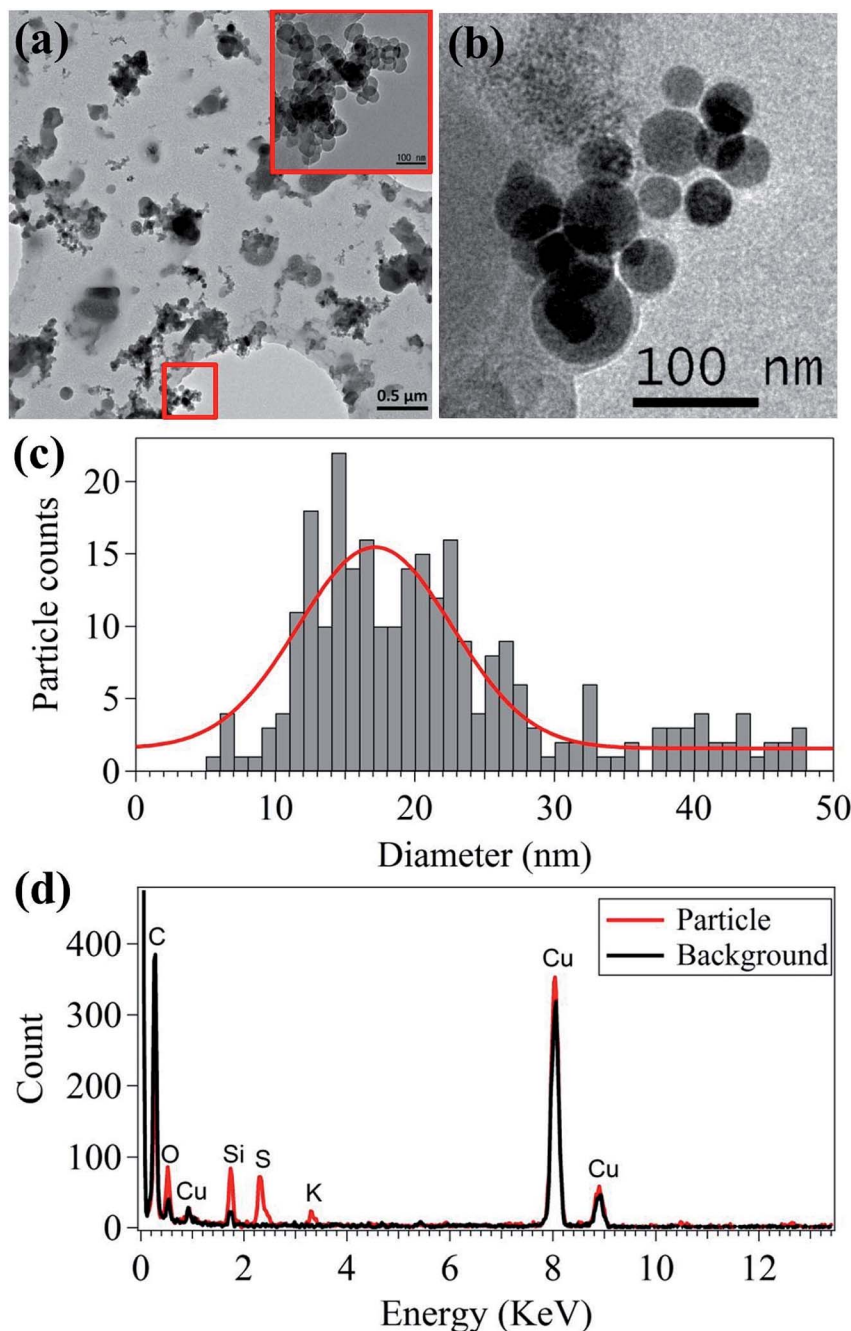 (a)
100 nm
0.5 μm
(b)
100 nm
(c)
Particle counts
20
15
10
5
0
0 10 20 30 40 50
Diameter (nm)
(d)
Count
400
300
200
100
0
C
O
Cu
Si
S
K
Cu
Cu
Particle
Background
0 2 4 6 8 10 12
Energy (KeV)